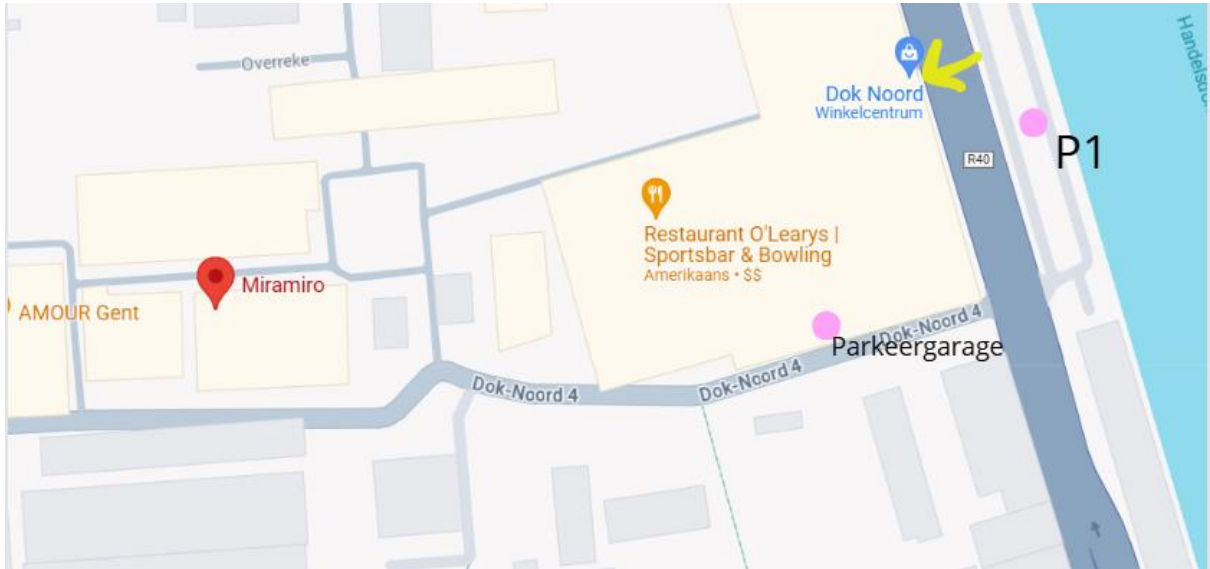 Overreke
Dok Noord
Winkelcentrum
P1
R40
Restaurant O'Learys |
Sportsbar & Bowling
Amerikaans • $$
Miramiro
AMOUR Gent
Dok-Noord 4
Parkeergarage
Dok-Noord 4
Dok-Noord 4